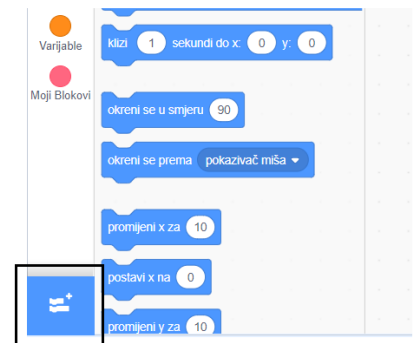 Varijable
Moji Blokovi
klizi 1 sekundi do x: 0 y: 0
okreni se u smjeru 90
okreni se prema pokazivač miša
promijeni x za 10
postavi x na 0
promijeni y za 10